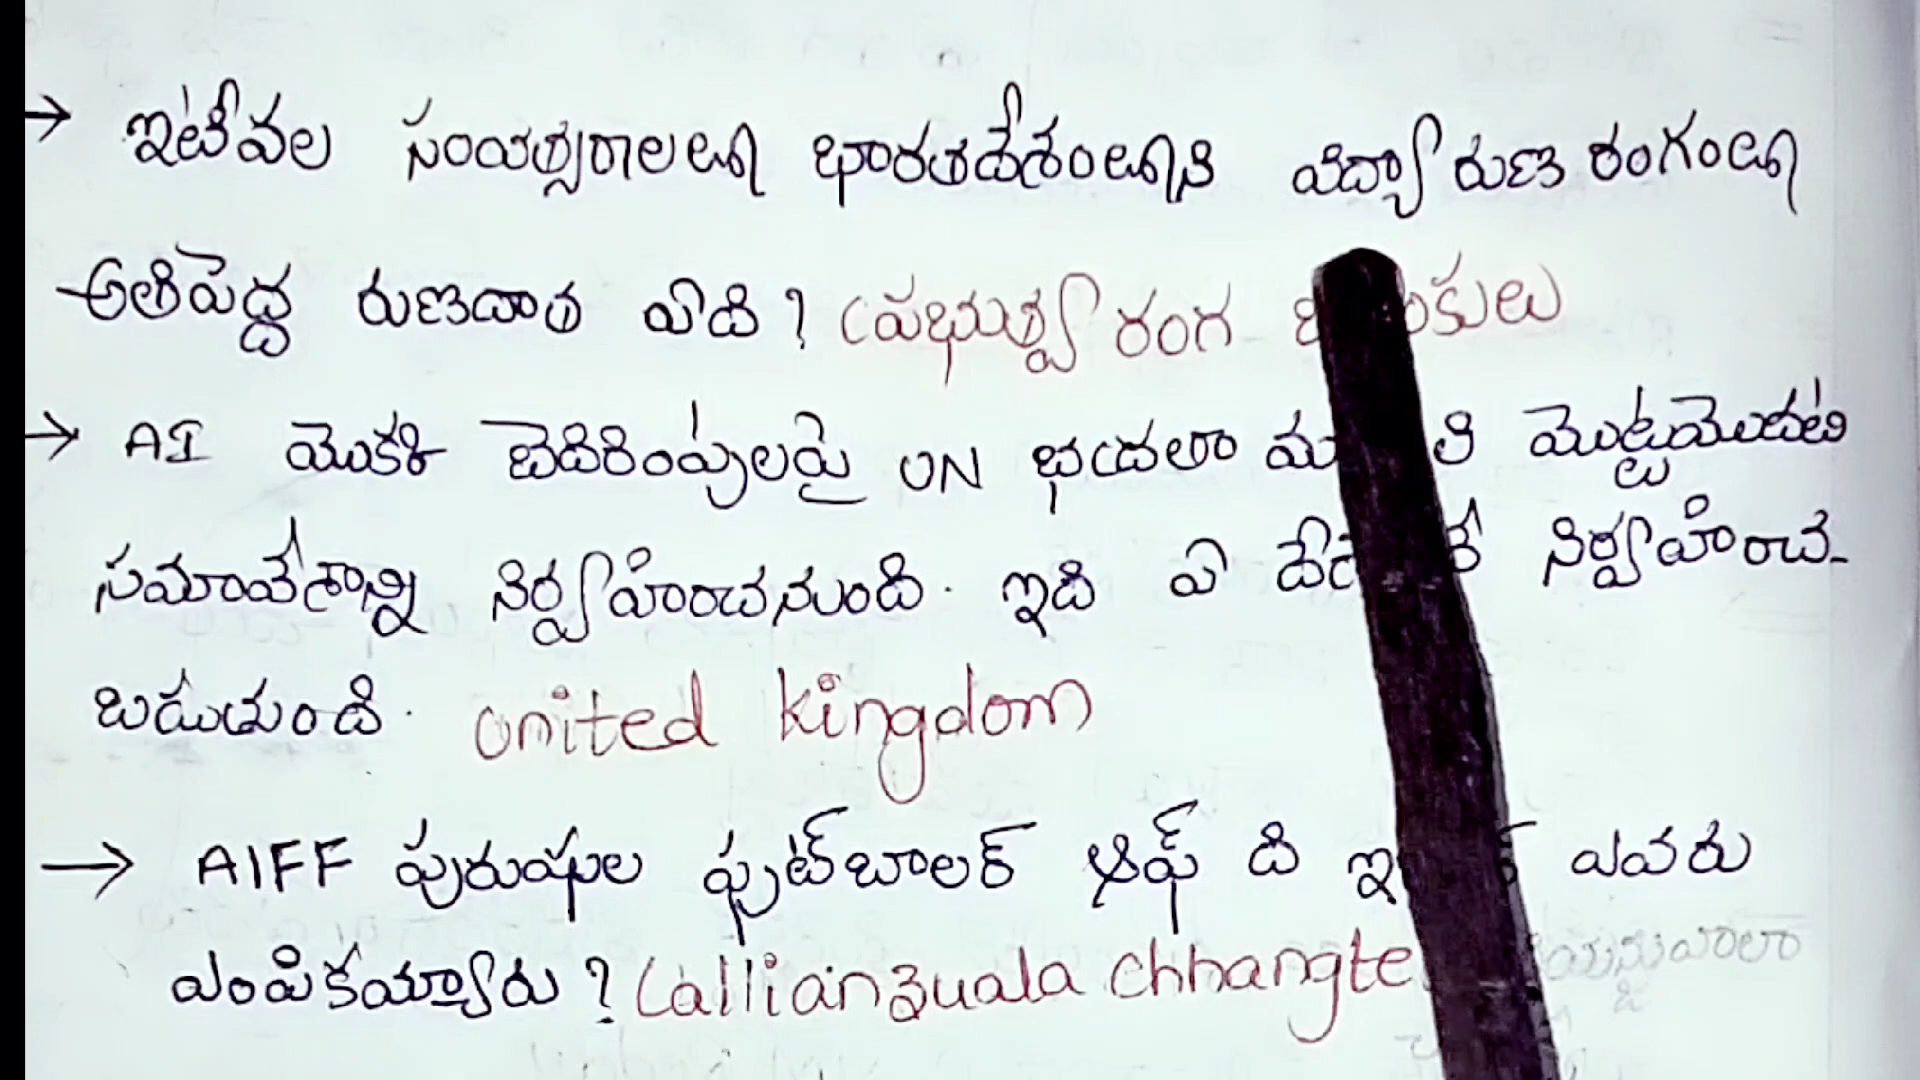 → ఇటీవల సంవత్సరాలలో భారతదేశంలోని విద్యా రుణ రంగంలో
అతిపెద్ద రుణదాత ఏది? ప్రభుత్వ రంగ
→ AI యొక్క బెదిరింపులపై UN భద్రతా మొట్టమొదటి
సమావేశాన్ని నిర్వహించనుంది. ఇది ఏ నిర్వహించ-
బడుతుంది. United kingdom
→ AIFF పురుషుల ఫుట్‌బాలర్ ఆఫ్ ది ఎవరు
ఎంపికయ్యారు? Lallianzuala chhangte